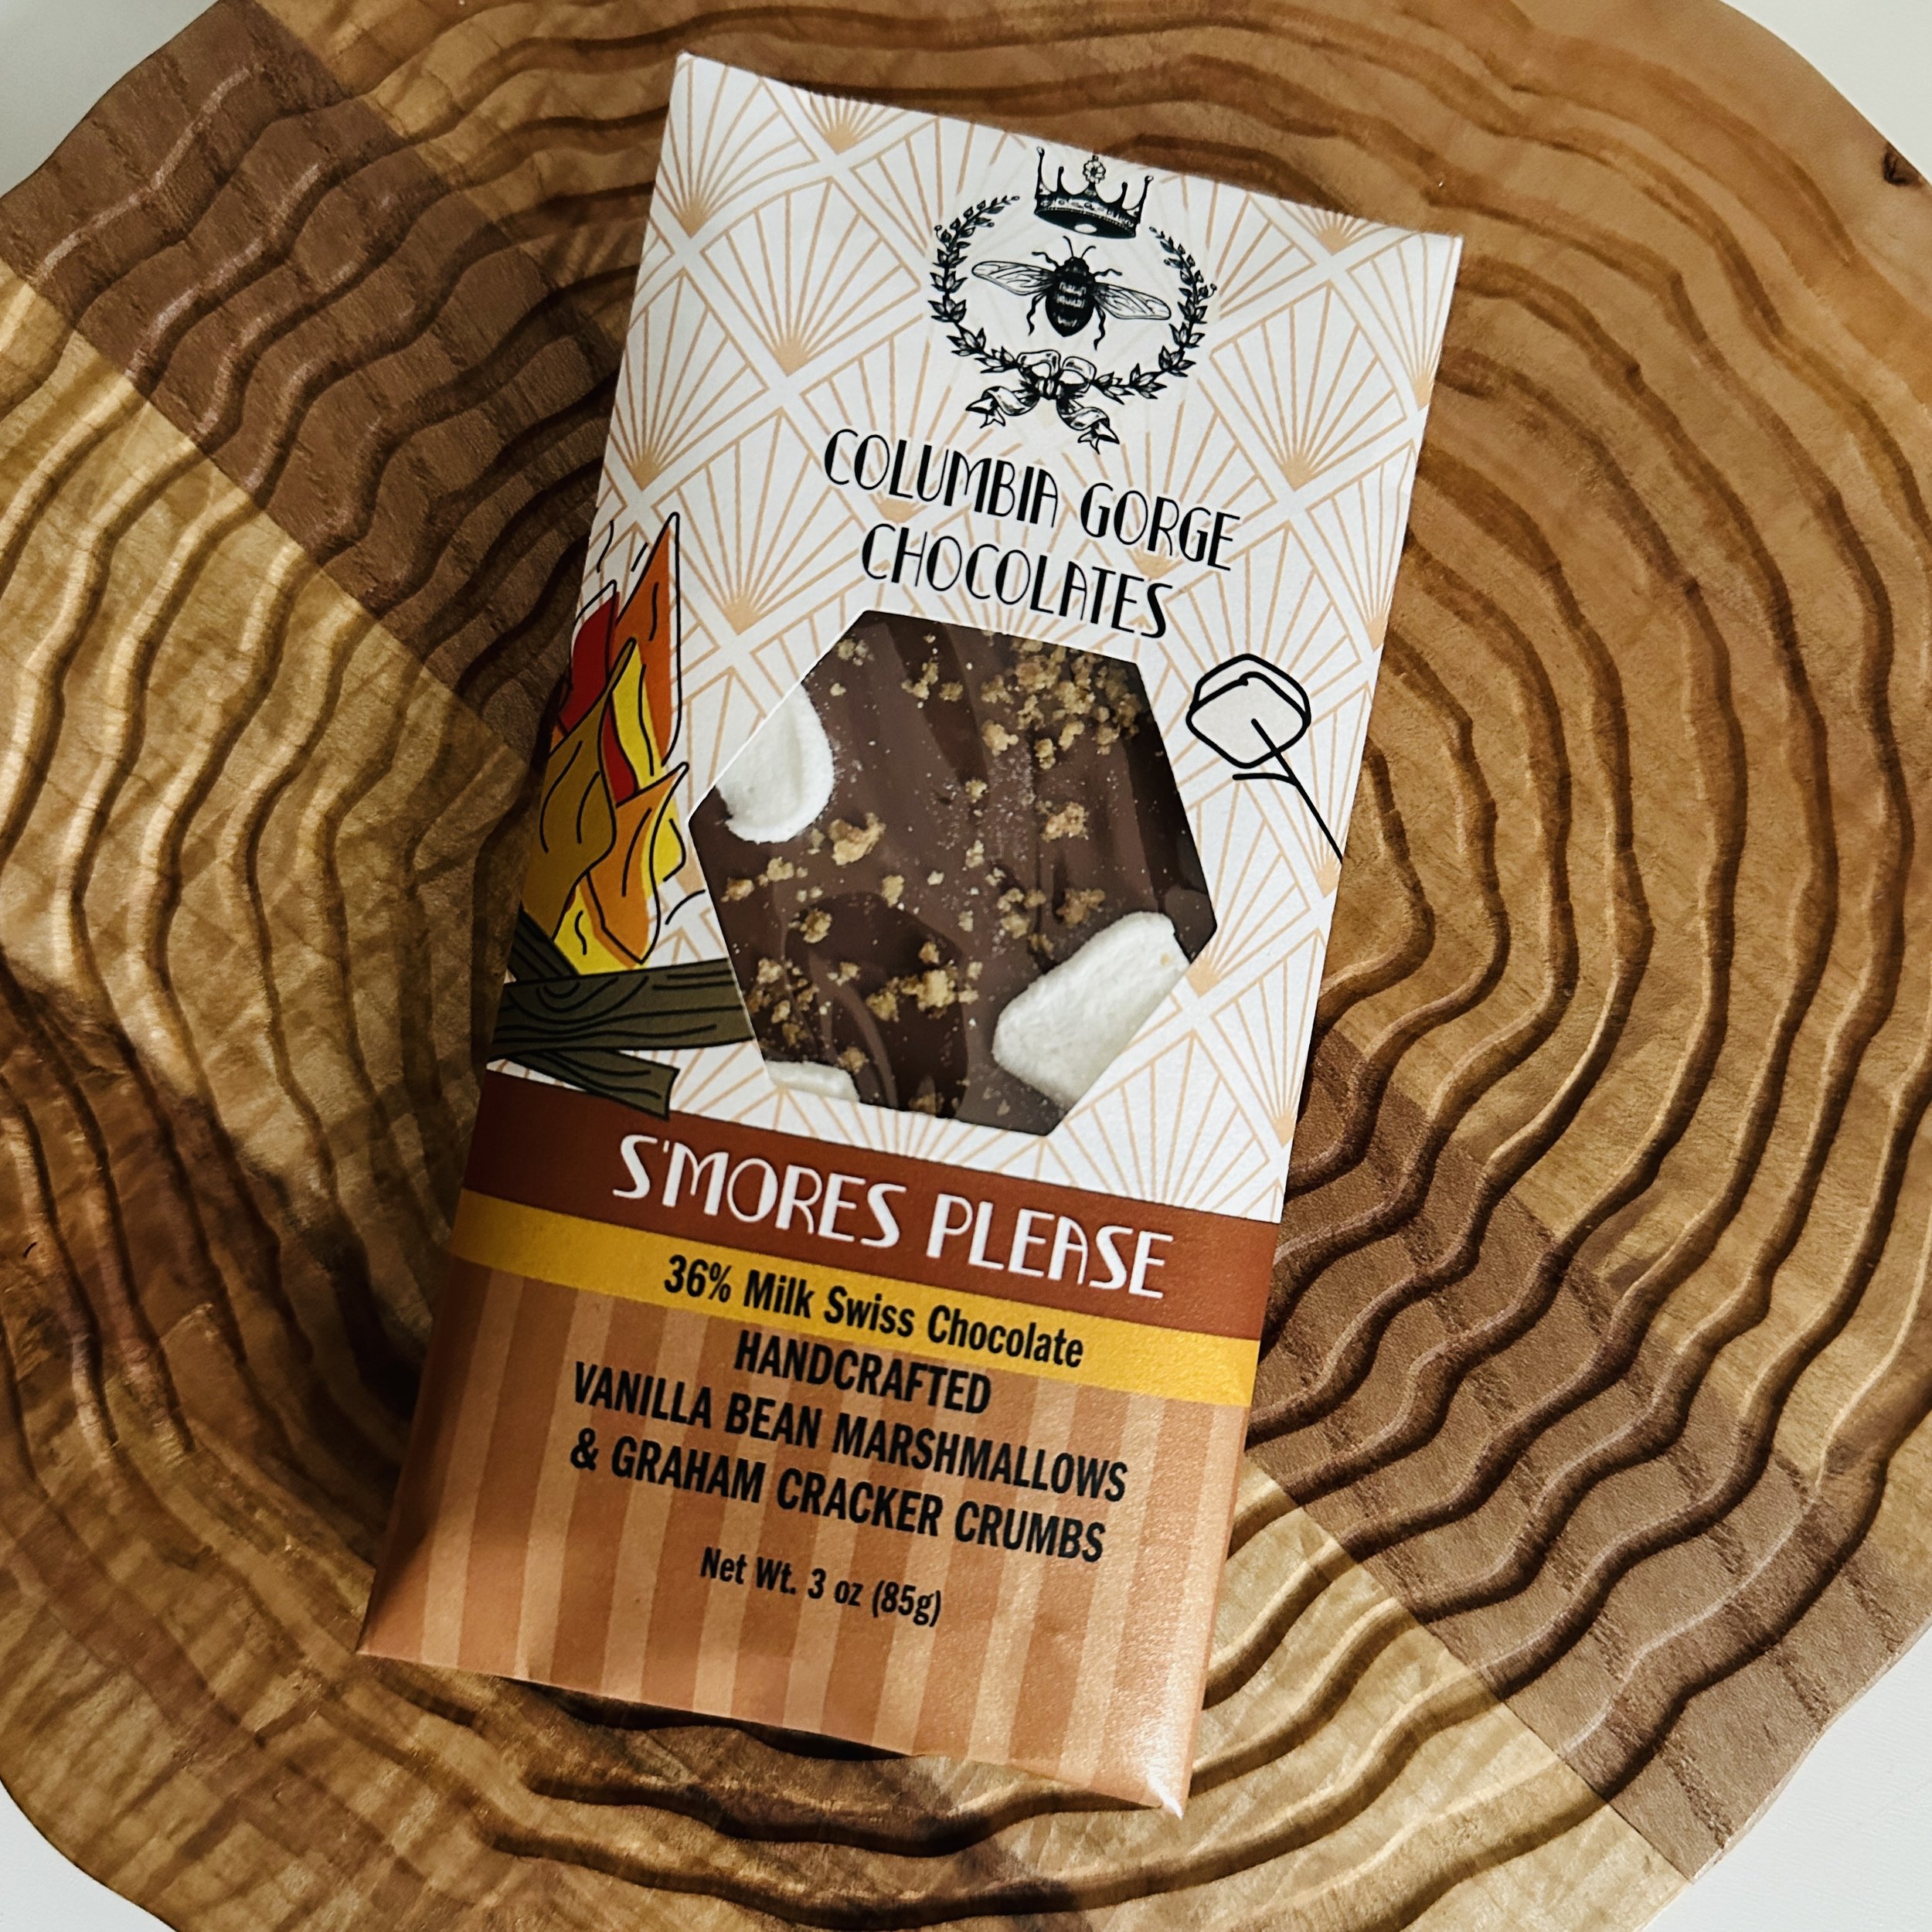 COLUMBIA GORGE
CHOCOLATES
S'MORES PLEASE
36% Milk Swiss Chocolate
HANDCRAFTED
VANILLA BEAN MARSHMALLOWS
& GRAHAM CRACKER CRUMBS
Net Wt. 3 oz (85g)